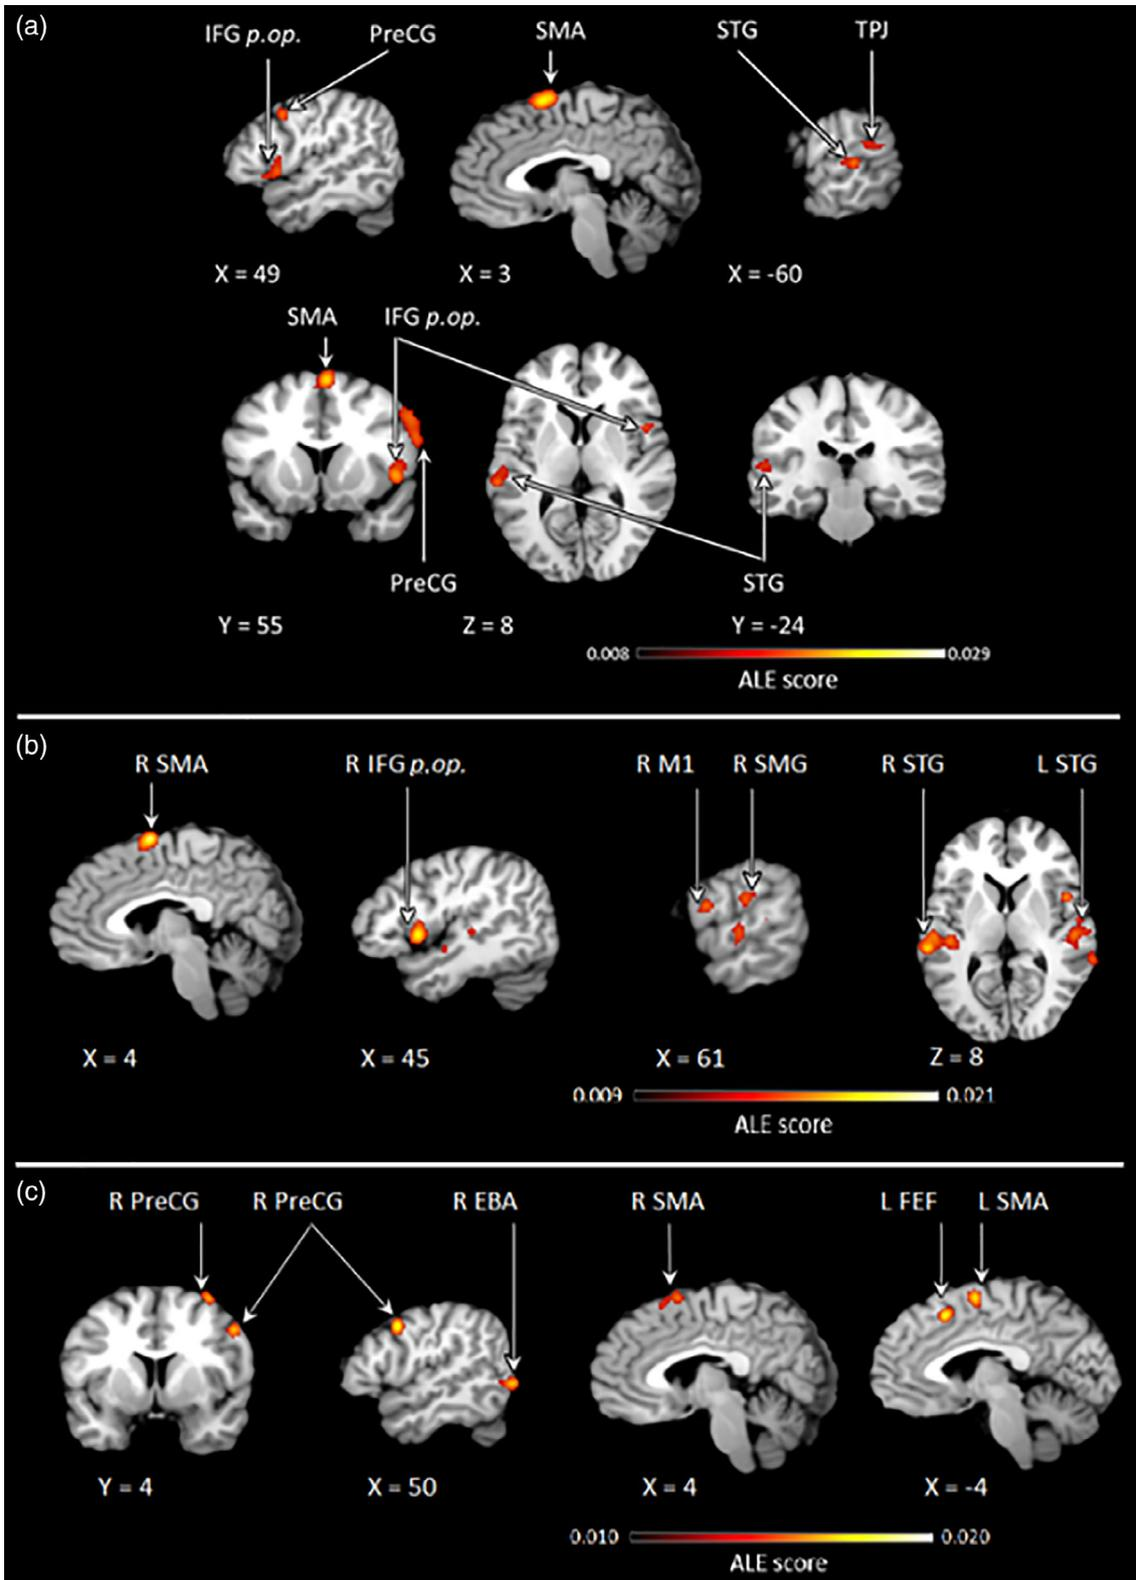 (a)
IFG p.op. PreCG SMA STG TPJ
X = 49 X = 3 X = -60
SMA IFG p.op.
PreCG STG
Y = 55 Z = 8 Y = -24
0.008 0.029
ALE score
(b)
R SMA R IFG p.op. R M1 R SMG R STG L STG
X = 4 X = 45 X = 61 Z = 8
0.009 0.021
ALE score
(c)
R PreCG R PreCG R EBA R SMA L FEF L SMA
Y = 4 X = 50 X = 4 X = -4
0.010 0.020
ALE score